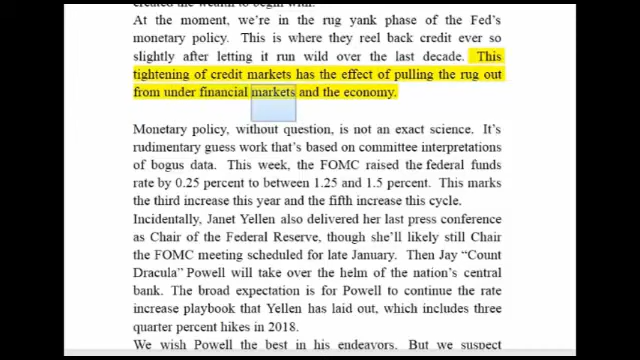 created the wealth to begin with.
At the moment, we're in the rug yank phase of the Fed's
monetary policy. This is where they reel back credit ever so
slightly after letting it run wild over the last decade. This
tightening of credit markets has the effect of pulling the rug out
from under financial markets and the economy.
Monetary policy, without question, is not an exact science. It's
rudimentary guess work that's based on committee interpretations
of bogus data. This week, the FOMC raised the federal funds
rate by 0.25 percent to between 1.25 and 1.5 percent. This marks
the third increase this year and the fifth increase this cycle.
Incidentally, Janet Yellen also delivered her last press conference
as Chair of the Federal Reserve, though she'll likely still Chair
the FOMC meeting scheduled for late January. Then Jay “Count
Dracula” Powell will take over the helm of the nation's central
bank. The broad expectation is for Powell to continue the rate
increase playbook that Yellen has laid out, which includes three
quarter percent hikes in 2018.
We wish Powell the best in his endeavors. But we suspect